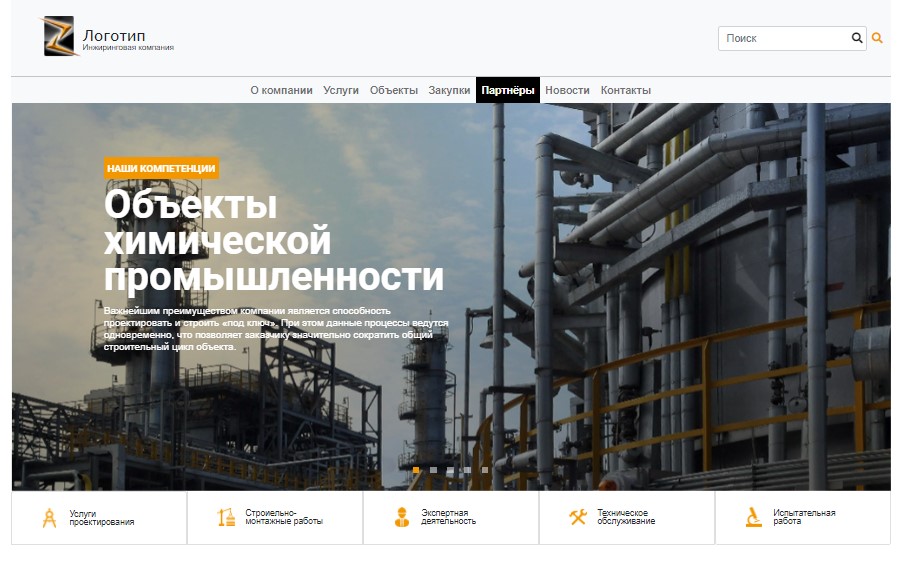 Логотип
Инжиринговая компания
Поиск
О компании Услуги Объекты Закупки Партнёры Новости Контакты
НАШИ КОМПЕТЕНЦИИ
Объекты
химической
промышленности
Важнейшим преимуществом компании является способность
проектировать и строить «под ключ». При этом данные процессы ведутся
одновременно, что позволяет заказчику значительно сократить общий
строительный цикл объекта.
Услуги
проектирования
Строиельно-
монтажные работы
Экспертная
деятельность
Техническое
обслуживание
Испытательная
работа